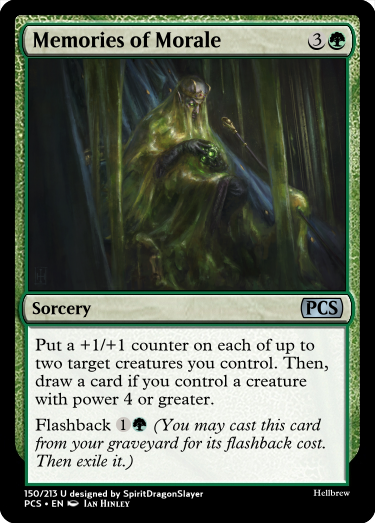 Memories of Morale 3
Sorcery PCS
Put a +1/+1 counter on each of up to
two target creatures you control. Then,
draw a card if you control a creature
with power 4 or greater.
Flashback 1 (You may cast this card
from your graveyard for its flashback cost.
Then exile it.)
150/213 U designed by SpiritDragonSlayer Hellbrew
PCS • EN Ian Hinley